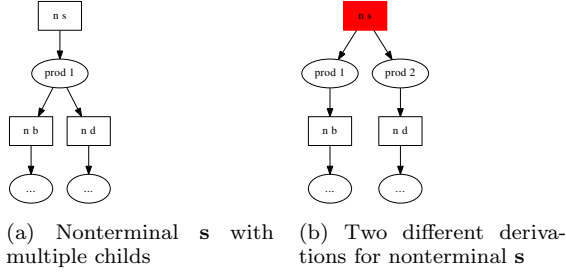 n s
prod 1
n b
n d
...
...
(a) Nonterminal s with
multiple childs
n s
prod 1
prod 2
n b
n d
...
...
(b) Two different deriva-
tions for nonterminal s